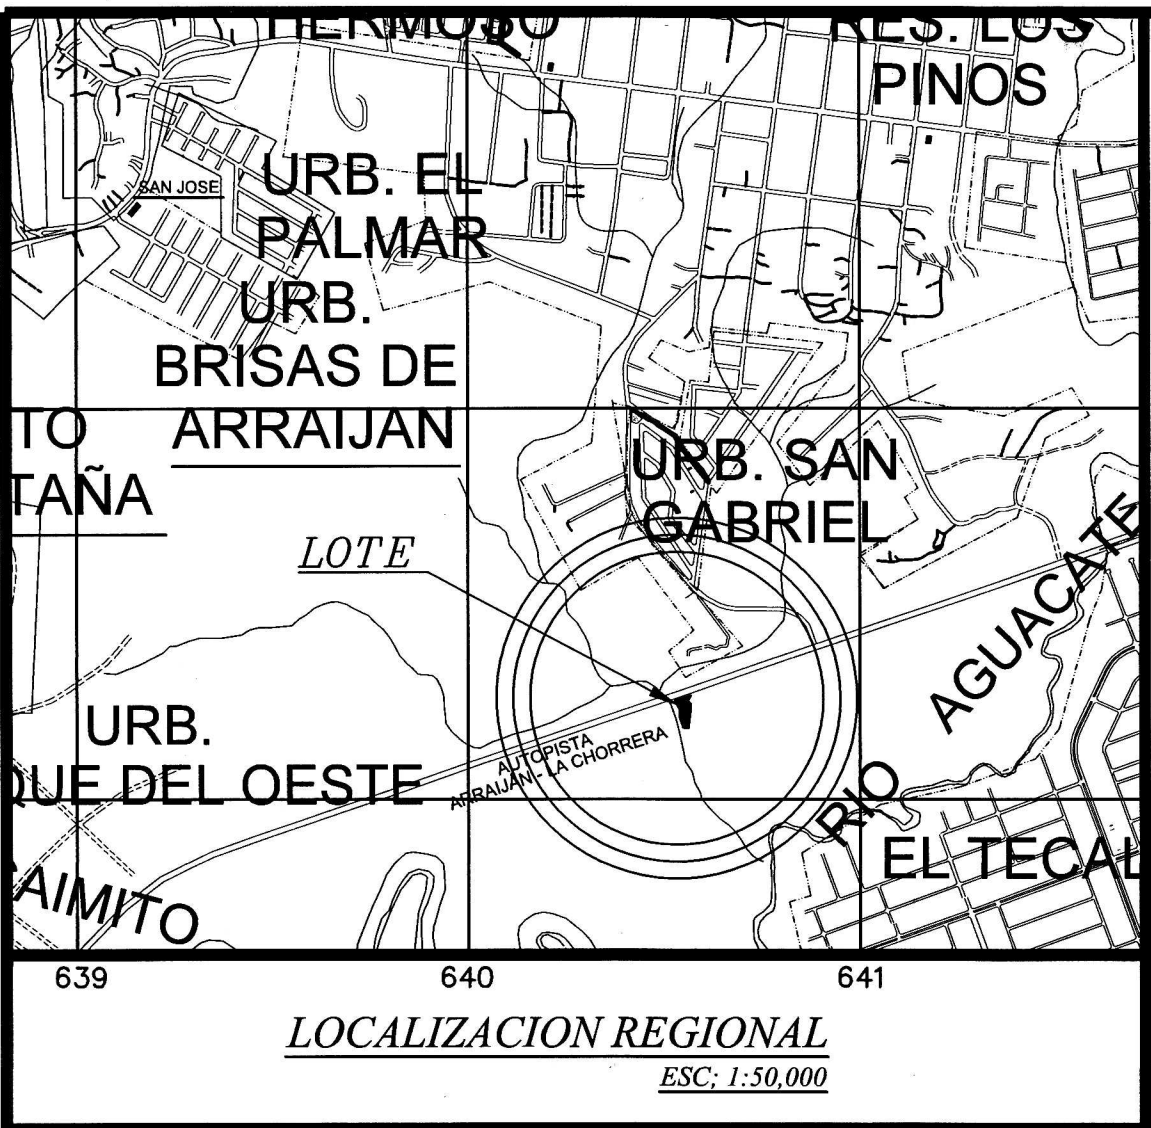 HERMOSO
RES. LOS
PINOS
SAN JOSE
URB. EL
PALMAR
URB.
BRISAS DE
ARRAIJAN
TO
TAÑA
URB. SAN
GABRIEL
LOTE
AGUACATE
RIO
URB.
QUE DEL OESTE
AUTOPISTA
ARRAIJAN - LA CHORRERA
EL TECAL
CAIMITO
639 640 641
LOCALIZACION REGIONAL
ESC; 1:50,000